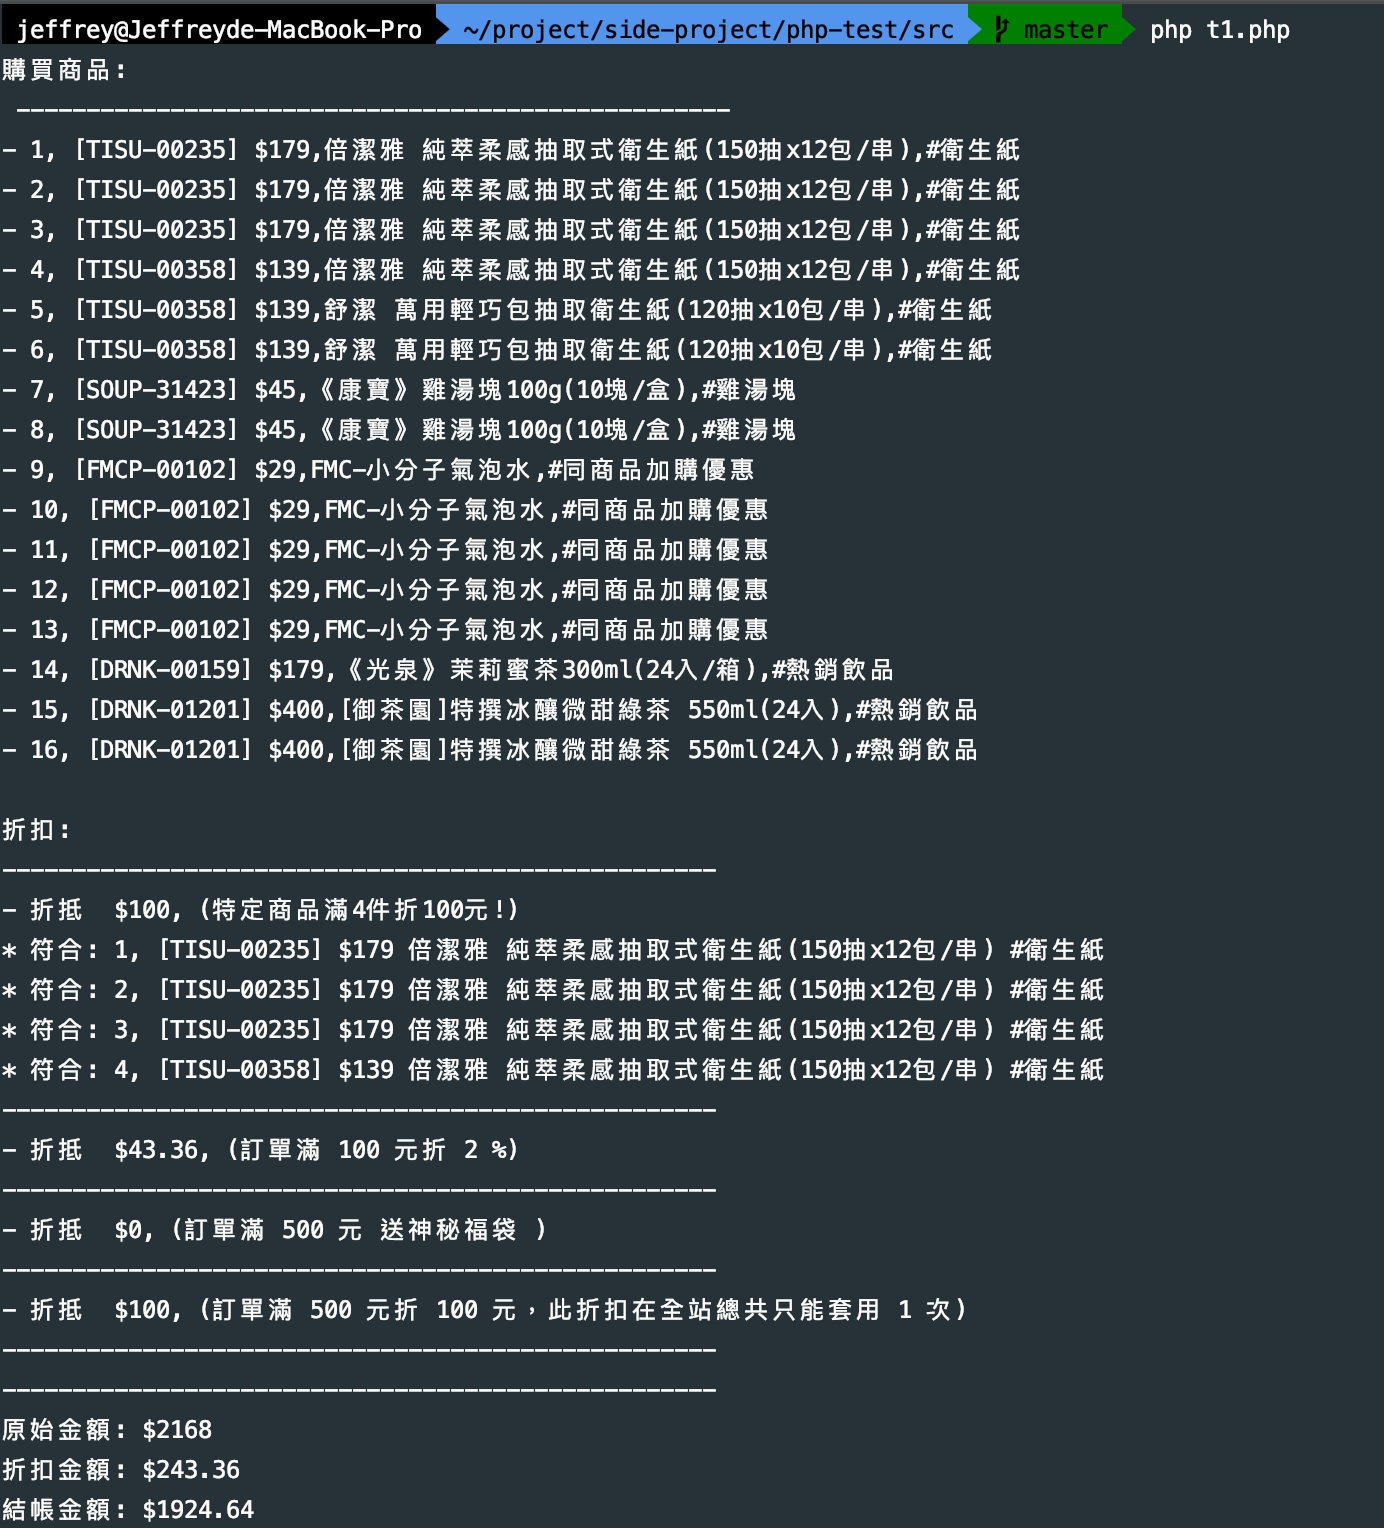 jeffrey@Jeffreyde-MacBook-Pro ~/project/side-project/php-test/src master php t1.php
購買商品:
---------------------------------------------------
- 1, [TISU-00235] $179,倍潔雅 純萃柔感抽取式衛生紙(150抽x12包/串),#衛生紙
- 2, [TISU-00235] $179,倍潔雅 純萃柔感抽取式衛生紙(150抽x12包/串),#衛生紙
- 3, [TISU-00235] $179,倍潔雅 純萃柔感抽取式衛生紙(150抽x12包/串),#衛生紙
- 4, [TISU-00358] $139,倍潔雅 純萃柔感抽取式衛生紙(150抽x12包/串),#衛生紙
- 5, [TISU-00358] $139,舒潔 萬用輕巧包抽取衛生紙(120抽x10包/串),#衛生紙
- 6, [TISU-00358] $139,舒潔 萬用輕巧包抽取衛生紙(120抽x10包/串),#衛生紙
- 7, [SOUP-31423] $45,《康寶》雞湯塊100g(10塊/盒),#雞湯塊
- 8, [SOUP-31423] $45,《康寶》雞湯塊100g(10塊/盒),#雞湯塊
- 9, [FMCP-00102] $29,FMC-小分子氣泡水,#同商品加購優惠
- 10, [FMCP-00102] $29,FMC-小分子氣泡水,#同商品加購優惠
- 11, [FMCP-00102] $29,FMC-小分子氣泡水,#同商品加購優惠
- 12, [FMCP-00102] $29,FMC-小分子氣泡水,#同商品加購優惠
- 13, [FMCP-00102] $29,FMC-小分子氣泡水,#同商品加購優惠
- 14, [DRNK-00159] $179,《光泉》茉莉蜜茶300ml(24入/箱),#熱銷飲品
- 15, [DRNK-01201] $400,[御茶園]特撰冰釀微甜綠茶 550ml(24入),#熱銷飲品
- 16, [DRNK-01201] $400,[御茶園]特撰冰釀微甜綠茶 550ml(24入),#熱銷飲品
折扣:
---------------------------------------------------
- 折抵  $100, (特定商品滿4件折100元!)
* 符合: 1, [TISU-00235] $179 倍潔雅 純萃柔感抽取式衛生紙(150抽x12包/串) #衛生紙
* 符合: 2, [TISU-00235] $179 倍潔雅 純萃柔感抽取式衛生紙(150抽x12包/串) #衛生紙
* 符合: 3, [TISU-00235] $179 倍潔雅 純萃柔感抽取式衛生紙(150抽x12包/串) #衛生紙
* 符合: 4, [TISU-00358] $139 倍潔雅 純萃柔感抽取式衛生紙(150抽x12包/串) #衛生紙
---------------------------------------------------
- 折抵  $43.36, (訂單滿 100 元折 2 %)
---------------------------------------------------
- 折抵  $0, (訂單滿 500 元 送神秘福袋 )
---------------------------------------------------
- 折抵  $100, (訂單滿 500 元折 100 元，此折扣在全站總共只能套用 1 次)
---------------------------------------------------
---------------------------------------------------
原始金額: $2168
折扣金額: $243.36
結帳金額: $1924.64